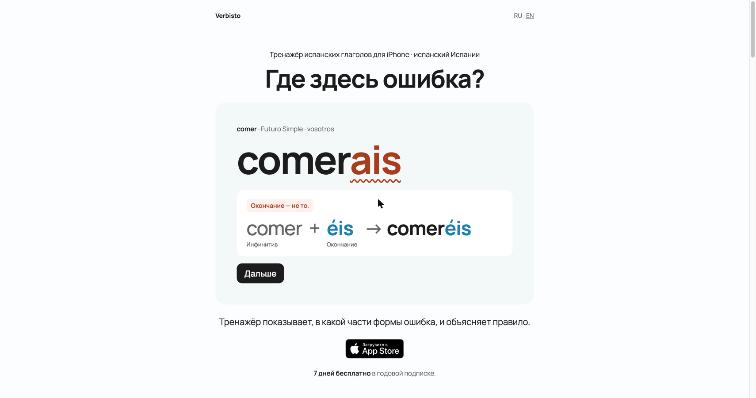 Verbisto
RU EN
Тренажёр испанских глаголов для iPhone · испанский Испании
Где здесь ошибка?
comer · Futuro Simple · vosotros
comerais
Окончание — не то.
comer + éis → comeréis
Инфинитив Окончание
Дальше
Тренажёр показывает, в какой части формы ошибка, и объясняет правило.
Загрузите в
App Store
7 дней бесплатно в годовой подписке.